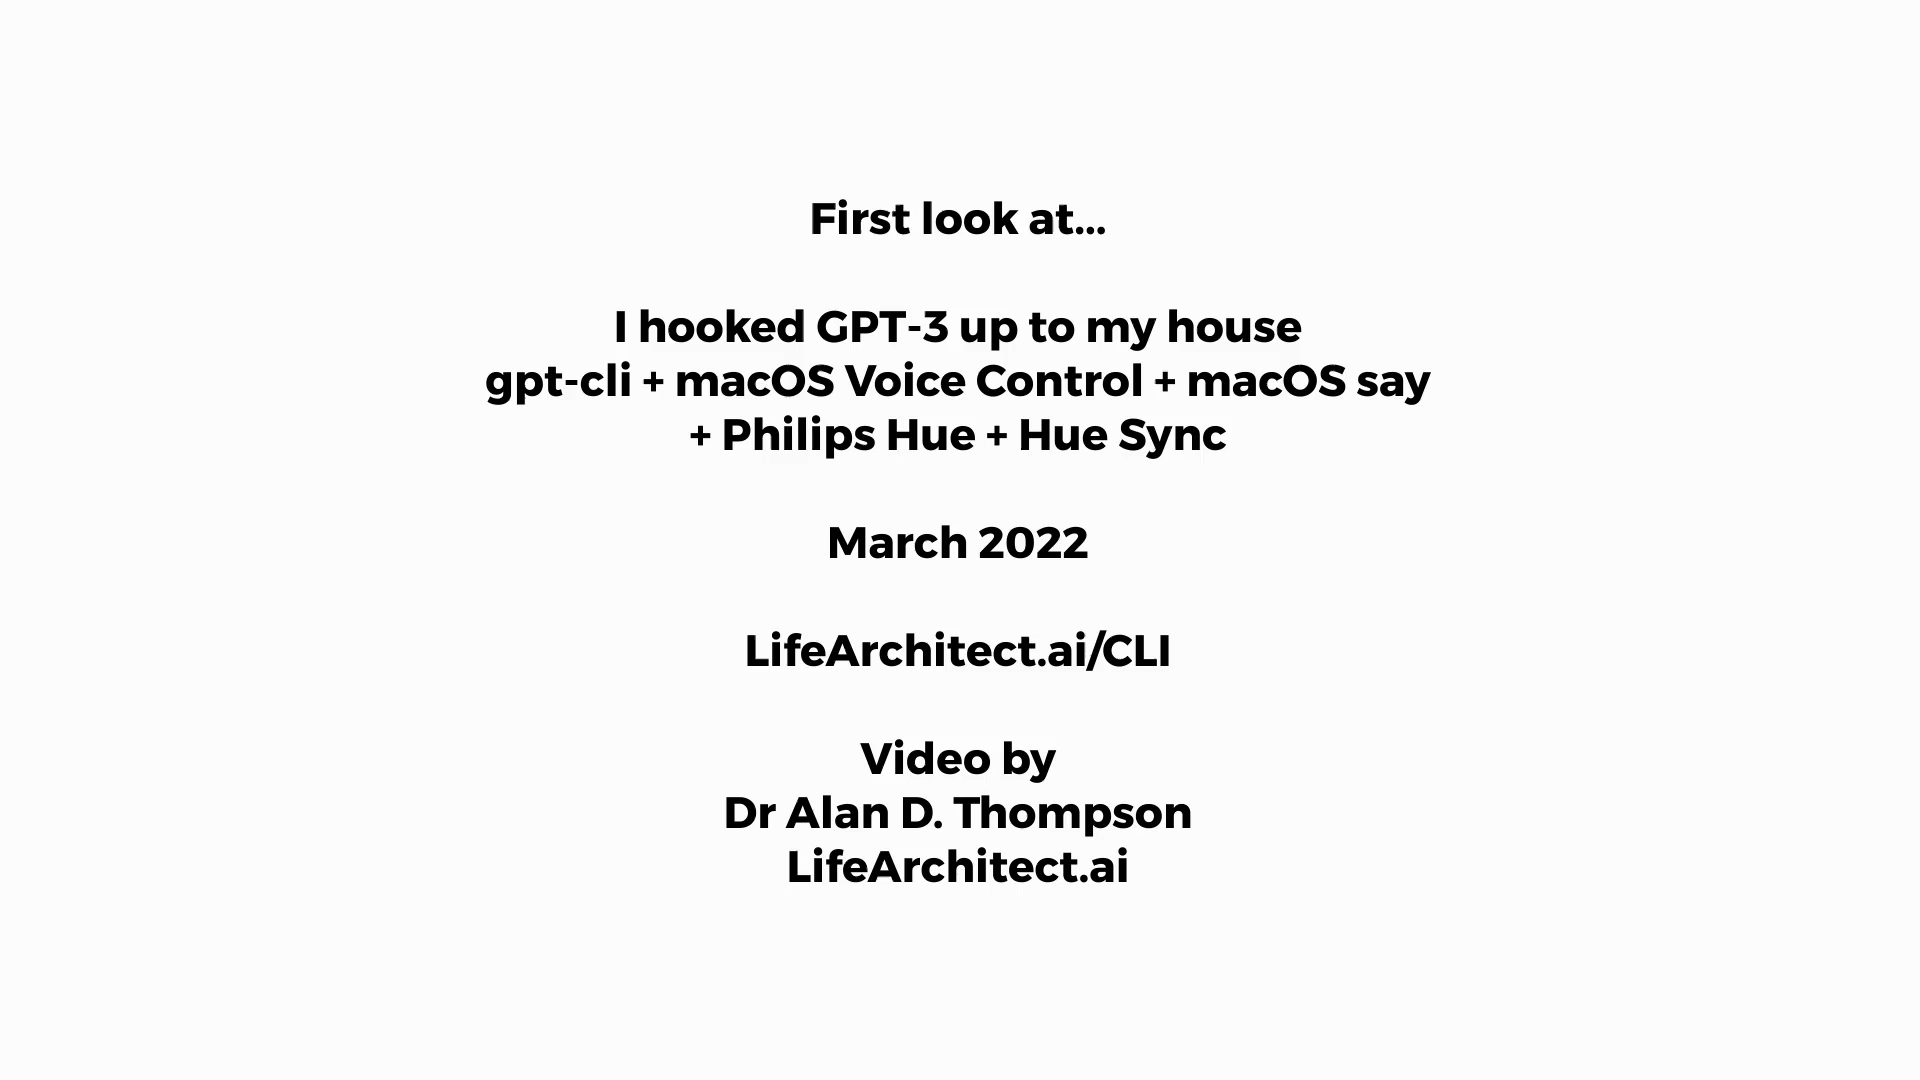 First look at...
I hooked GPT-3 up to my house
gpt-cli + macOS Voice Control + macOS say
+ Philips Hue + Hue Sync
March 2022
LifeArchitect.ai/CLI
Video by
Dr Alan D. Thompson
LifeArchitect.ai